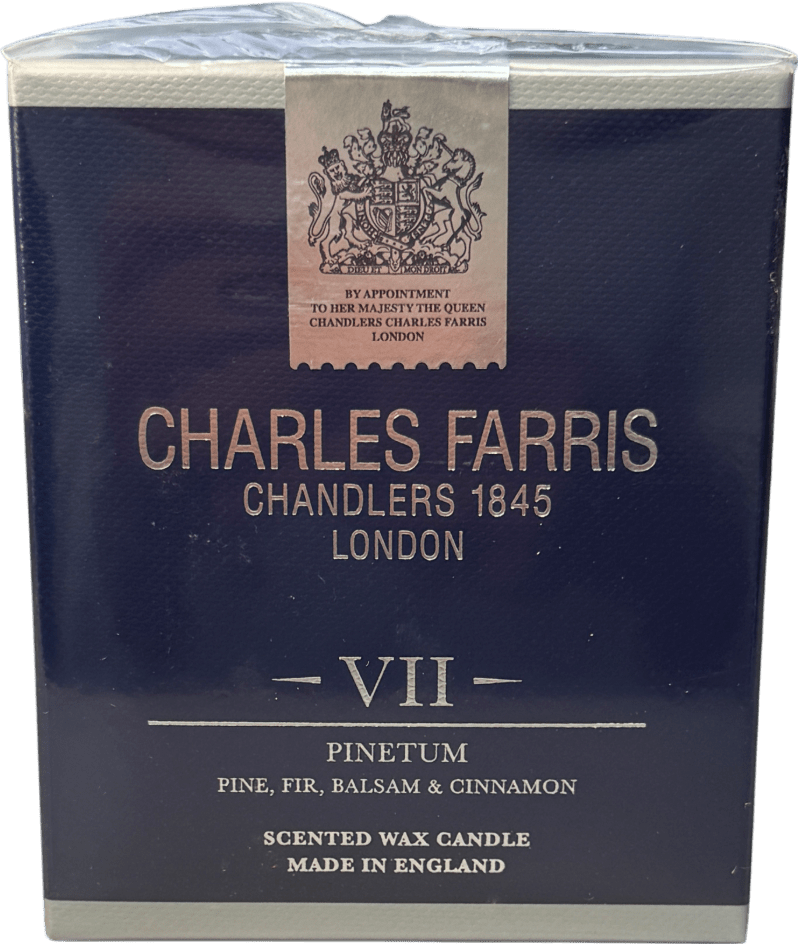 DIEU ET MON DROIT
BY APPOINTMENT
TO HER MAJESTY THE QUEEN
CHANDLERS CHARLES FARRIS
LONDON
CHARLES FARRIS
CHANDLERS 1845
LONDON
VII
PINETUM
PINE, FIR, BALSAM & CINNAMON
SCENTED WAX CANDLE
MADE IN ENGLAND